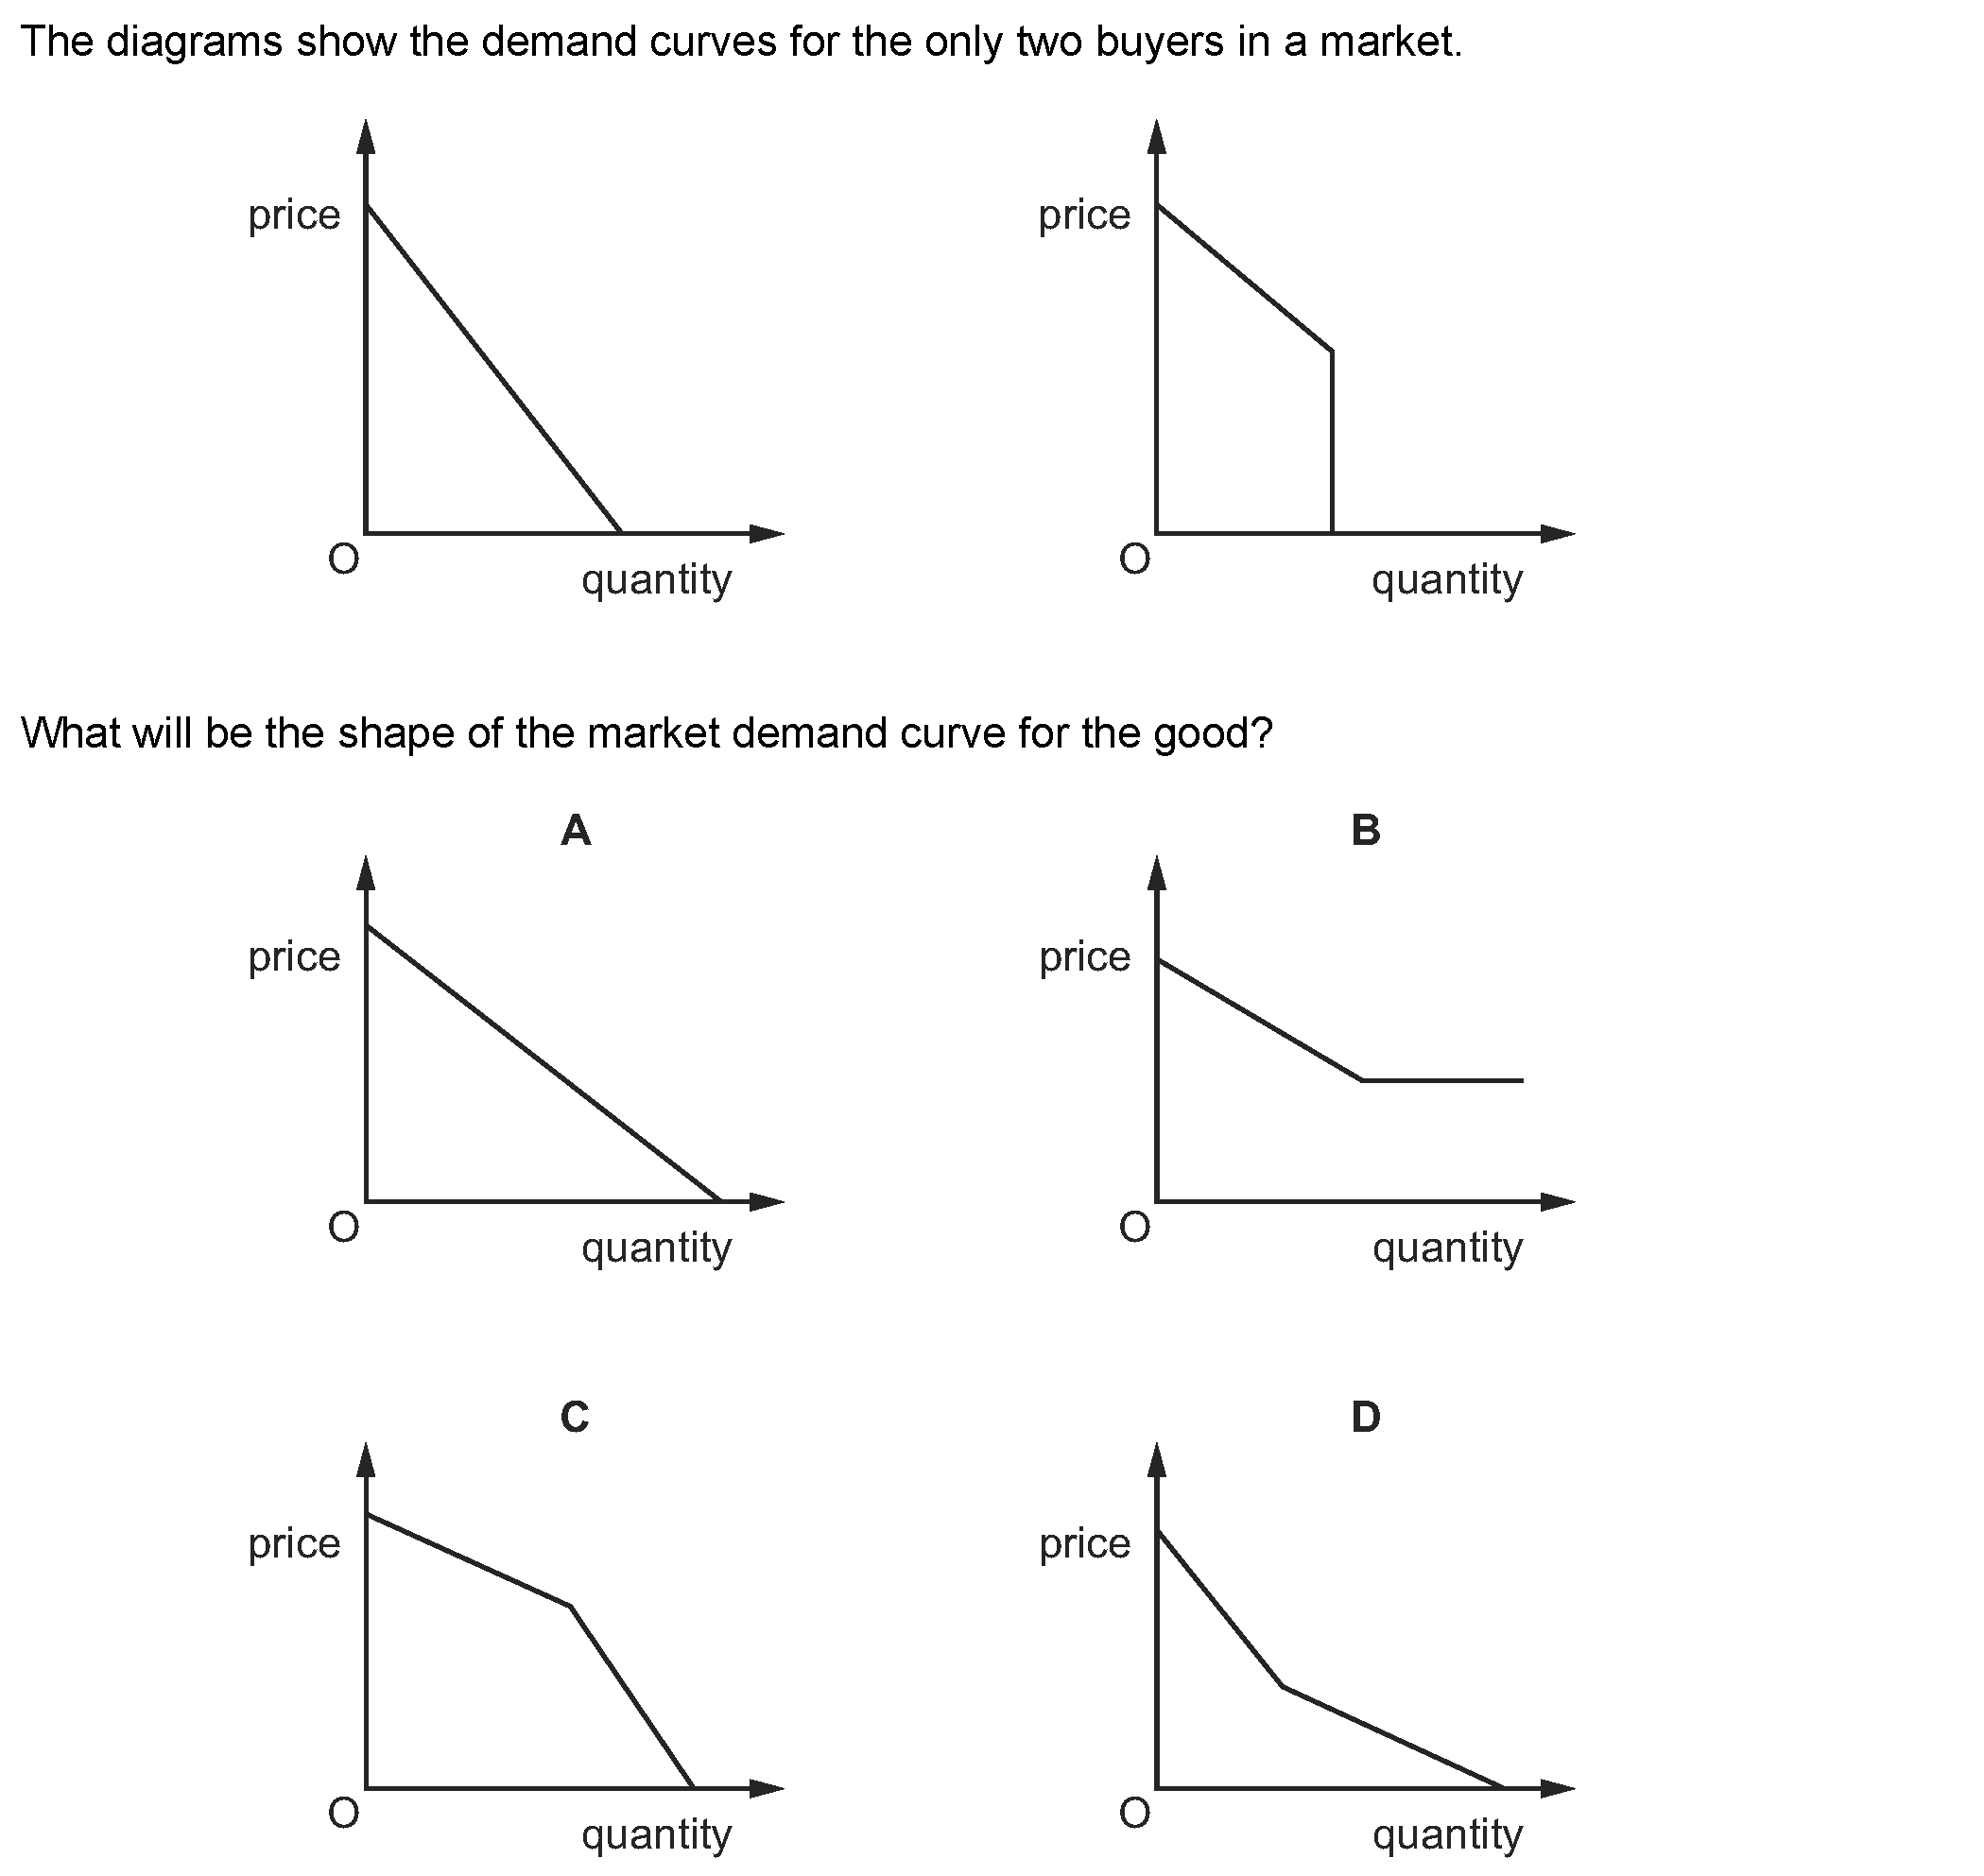 The diagrams show the demand curves for the only two buyers in a market.
price
O
quantity
price
O
quantity
What will be the shape of the market demand curve for the good?
A
price
O
quantity
B
price
O
quantity
C
price
O
quantity
D
price
O
quantity